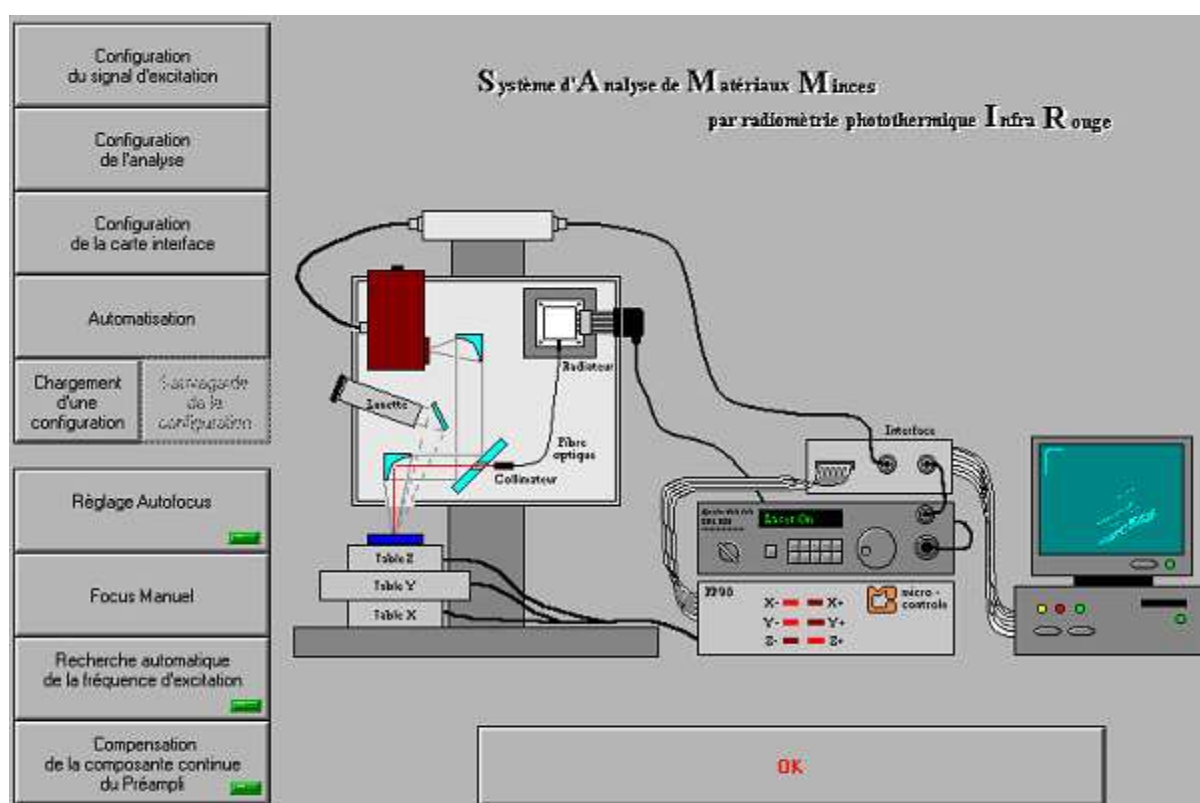 Configuration
du signal d'excitation
Configuration
de l'analyse
Configuration
de la carte interface
Automatisation
Chargement
d'une
configuration
Sauvegarde
de la
configuration
Règlage Autofocus
Focus Manuel
Recherche automatique
de la fréquence d'excitation
Compensation
de la composante continue
du Préampli
Système d'Analyse de Matériaux Minces
par radiomètrie photothermique Infra Rouge
Radiateur
Lunette
Fibre
optique
Collimateur
Interface
Laser On
Table Z
Table Y
Table X
micro-
controle
X- X+
Y- Y+
Z- Z+
OK